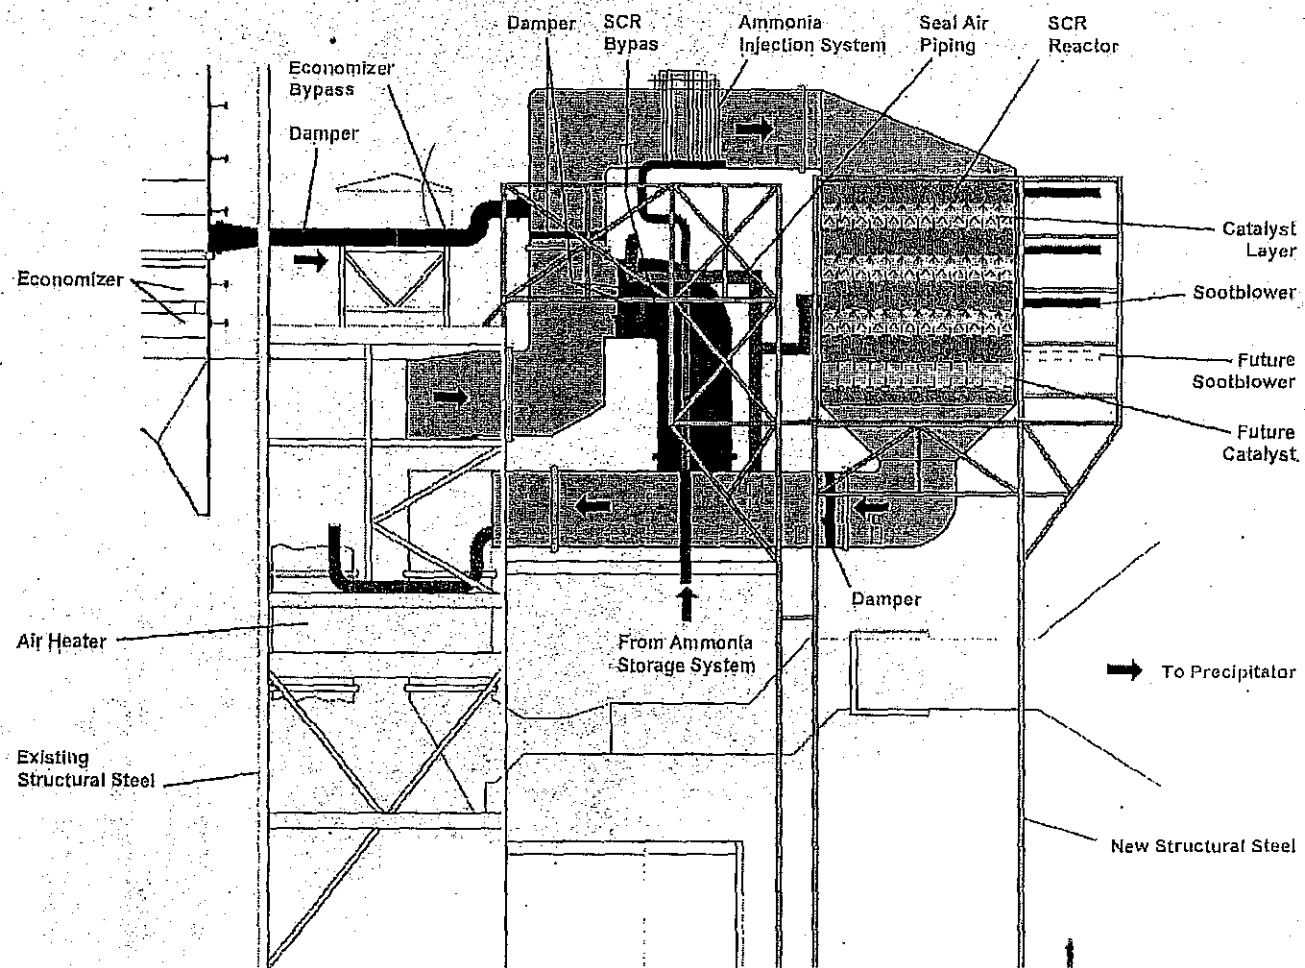 Damper
SCR
Bypas
Ammonia
Injection System
Seal Air
Piping
SCR
Reactor
Economizer
Bypass
Damper
Economizer
Catalyst
Layer
Sootblower
Future
Sootblower
Future
Catalyst
Damper
Air Heater
From Ammonia
Storage System
To Precipitator
Existing
Structural Steel
New Structural Steel